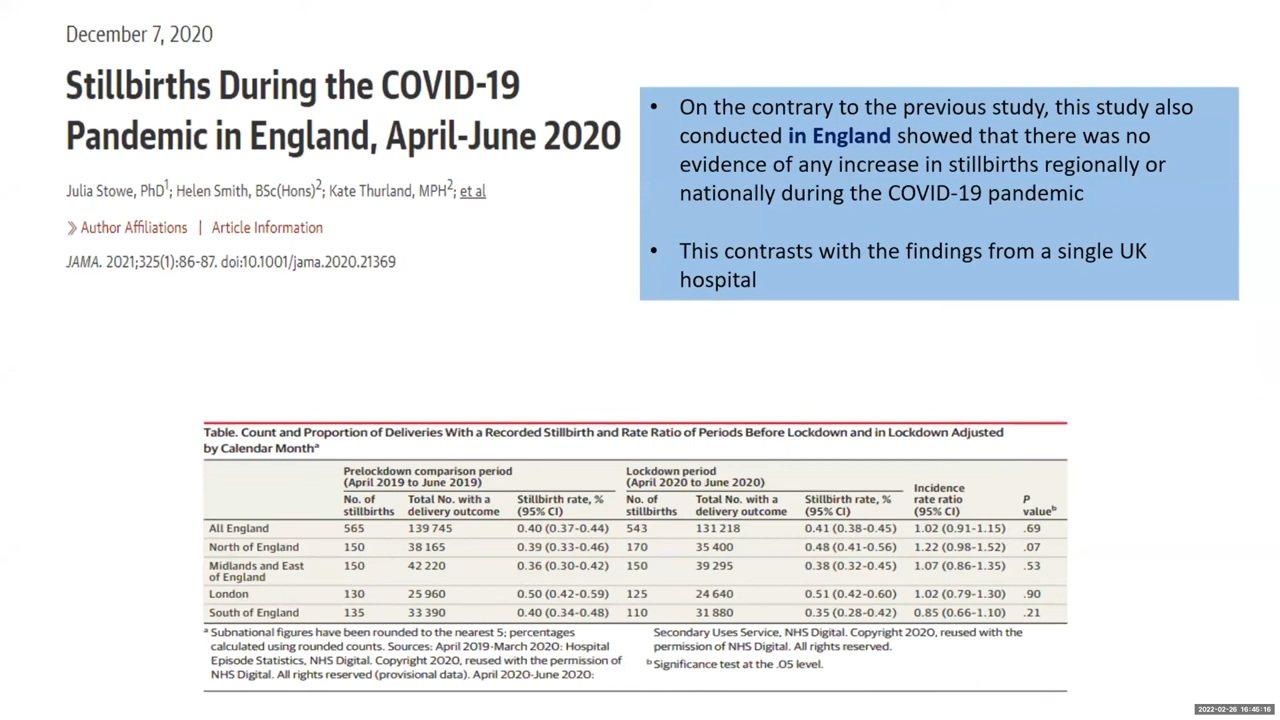 December 7, 2020
Stillbirths During the COVID-19
Pandemic in England, April-June 2020
Julia Stowe, PhD1; Helen Smith, BSc(Hons)2; Kate Thurland, MPH2; et al
》 Author Affiliations | Article Information
JAMA. 2021;325(1):86-87. doi:10.1001/jama.2020.21369
• On the contrary to the previous study, this study also
conducted in England showed that there was no
evidence of any increase in stillbirths regionally or
nationally during the COVID-19 pandemic
• This contrasts with the findings from a single UK
hospital
Table. Count and Proportion of Deliveries With a Recorded Stillbirth and Rate Ratio of Periods Before Lockdown and in Lockdown Adjusted
by Calendar Montha
Prelockdown comparison period
(April 2019 to June 2019)
Lockdown period
(April 2020 to June 2020)
No. of
stillbirths
Total No. with a
delivery outcome
Stillbirth rate, %
(95% CI)
No. of
stillbirths
Total No. with a
delivery outcome
Stillbirth rate, %
(95% CI)
Incidence
rate ratio
(95% CI)
P
valueb
All England 565 139 745 0.40 (0.37-0.44) 543 131 218 0.41 (0.38-0.45) 1.02 (0.91-1.15) .69
North of England 150 38 165 0.39 (0.33-0.46) 170 35 400 0.48 (0.41-0.56) 1.22 (0.98-1.52) .07
Midlands and East
of England 150 42 220 0.36 (0.30-0.42) 150 39 295 0.38 (0.32-0.45) 1.07 (0.86-1.35) .53
London 130 25 960 0.50 (0.42-0.59) 125 24 640 0.51 (0.42-0.60) 1.02 (0.79-1.30) .90
South of England 135 33 390 0.40 (0.34-0.48) 110 31 880 0.35 (0.28-0.42) 0.85 (0.66-1.10) .21
a Subnational figures have been rounded to the nearest 5; percentages
calculated using rounded counts. Sources: April 2019-March 2020: Hospital
Episode Statistics, NHS Digital. Copyright 2020, reused with the permission of
NHS Digital. All rights reserved (provisional data). April 2020-June 2020:
Secondary Uses Service, NHS Digital. Copyright 2020, reused with the
permission of NHS Digital. All rights reserved.
b Significance test at the .05 level.
2022-02-26 16:46:16